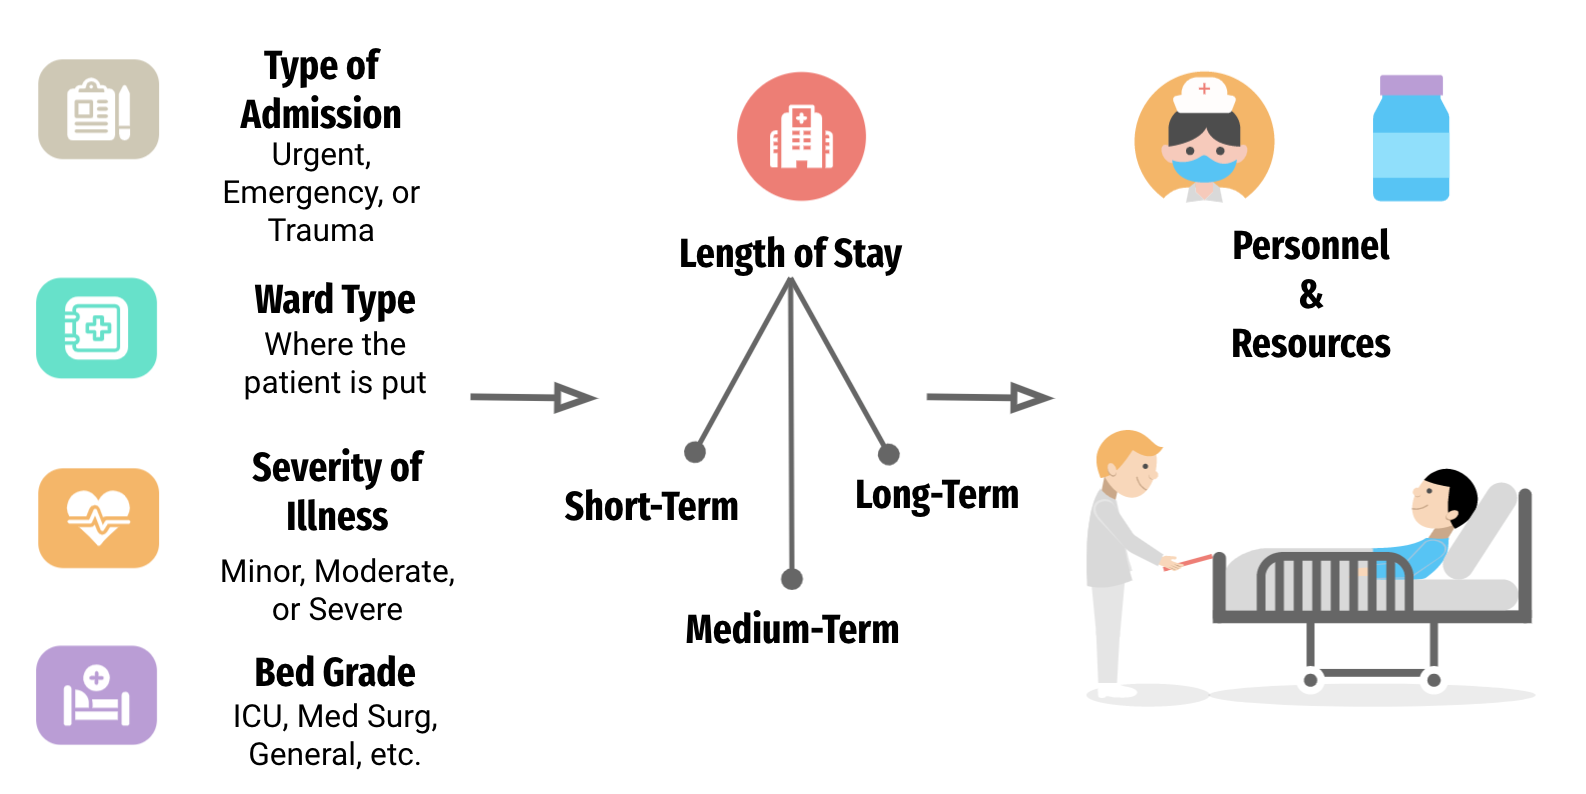 Type of
Admission
Urgent,
Emergency, or
Trauma
Ward Type
Where the
patient is put
Severity of
Illness
Minor, Moderate,
or Severe
Bed Grade
ICU, Med Surg,
General, etc.
Length of Stay
Short-Term
Medium-Term
Long-Term
Personnel
&
Resources